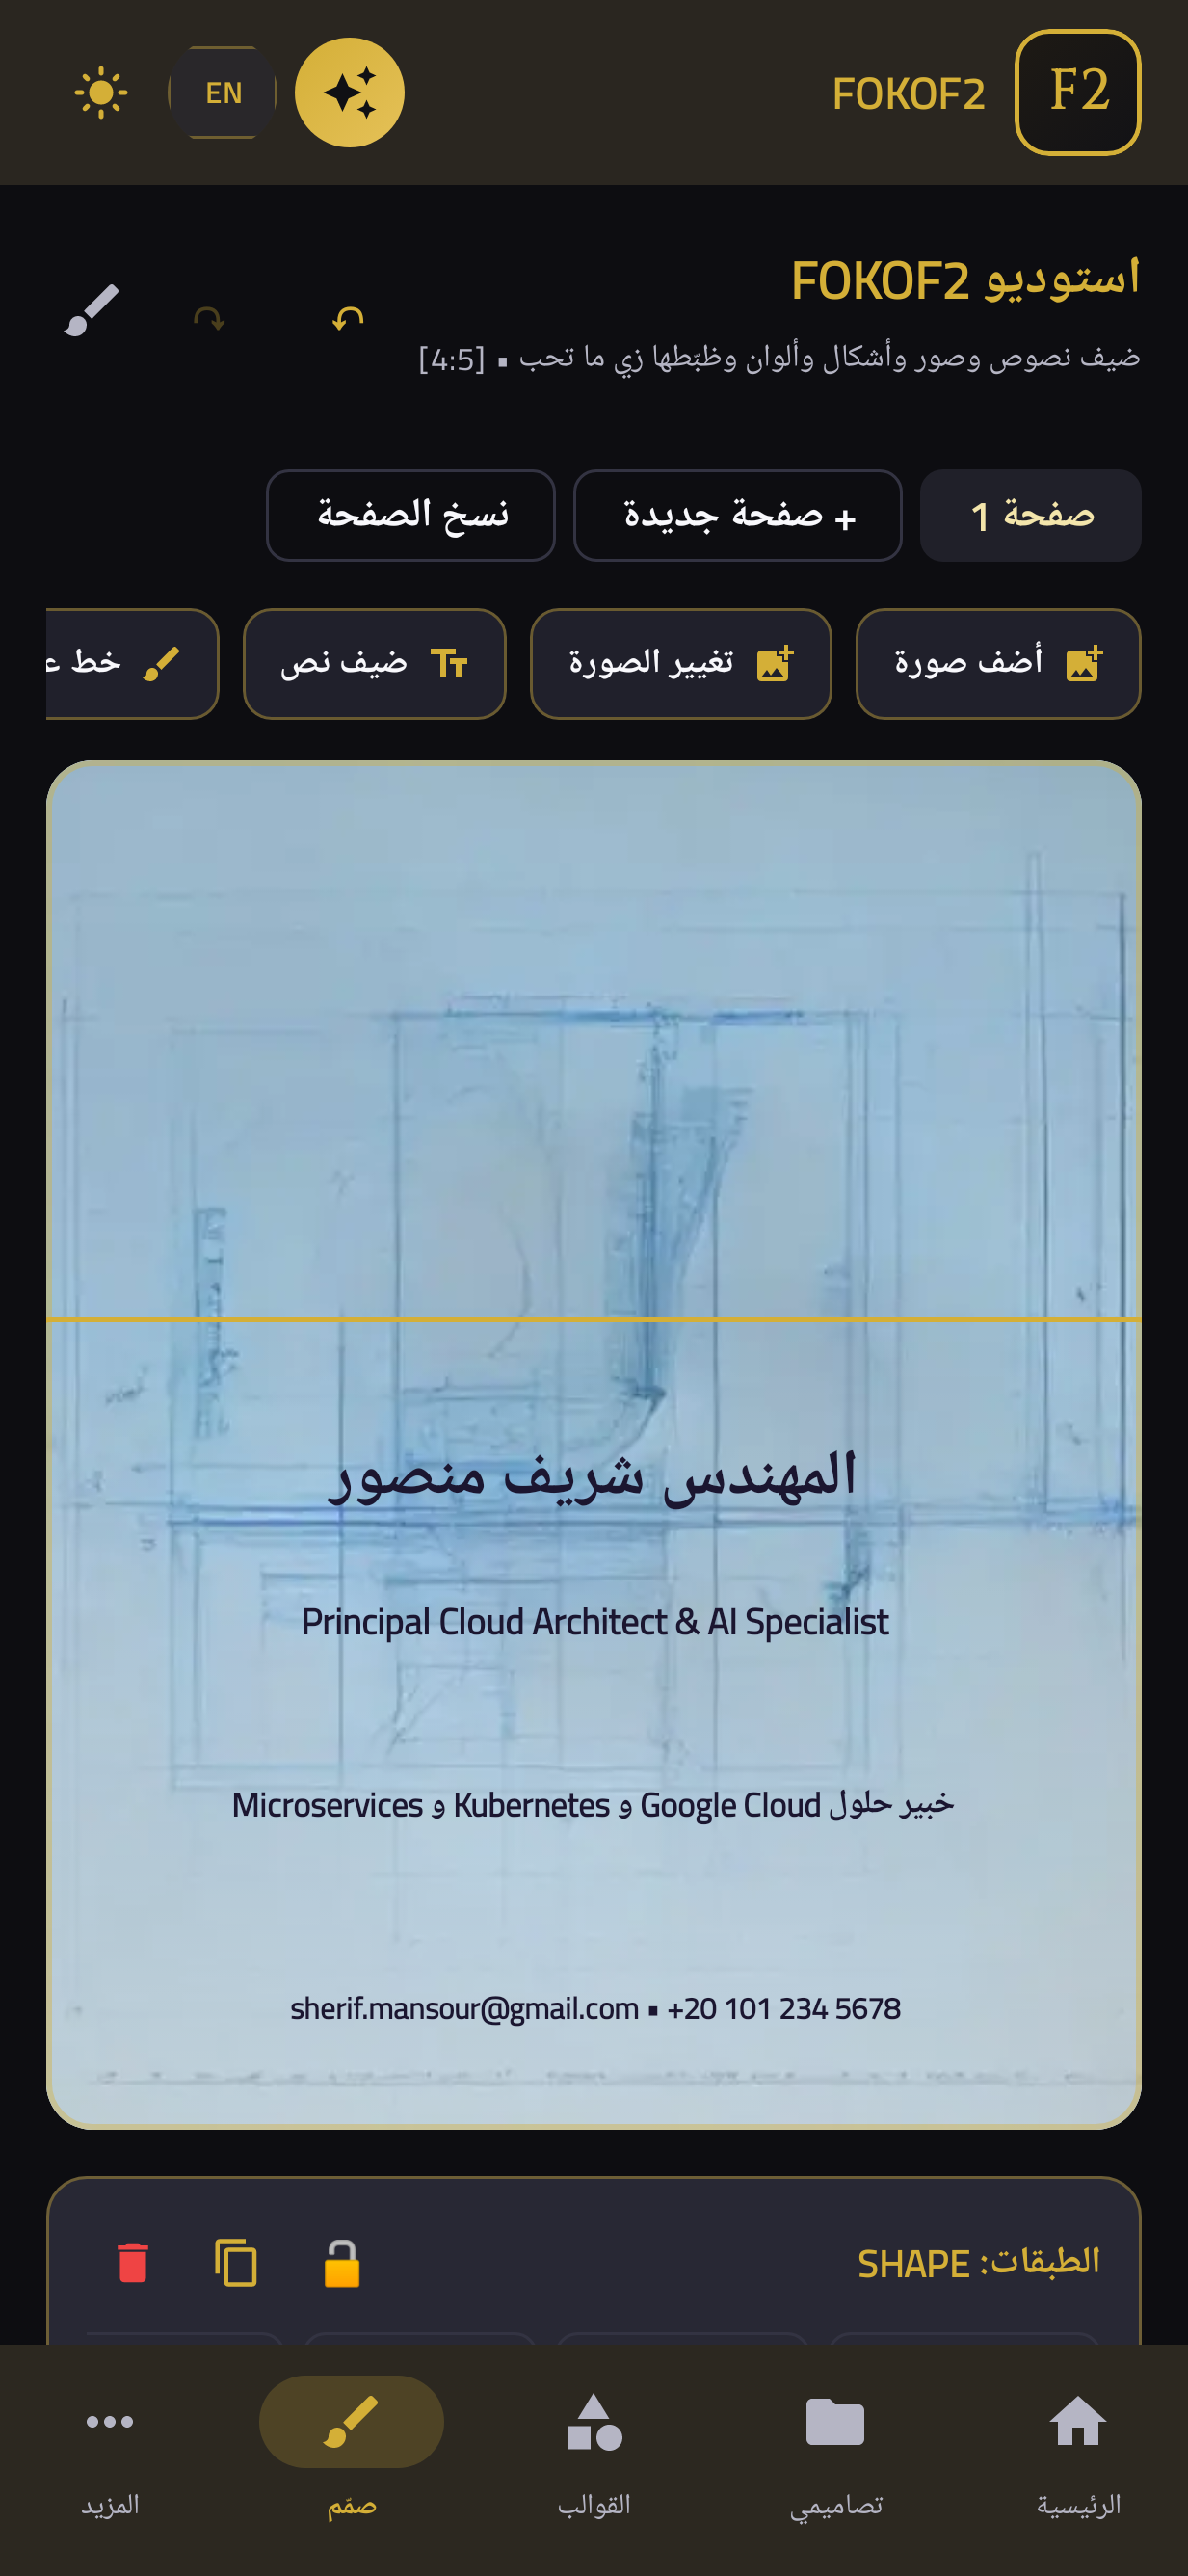 F2
FOKOF2
EN
استوديو FOKOF2
ضيف نصوص وصور وأشكال وألوان وظبّطها زي ما تحب ▪ [4:5]
صفحة 1
+ صفحة جديدة
نسخ الصفحة
أضف صورة
تغيير الصورة
ضيف نص
خط ع
المهندس شريف منصور
Principal Cloud Architect & AI Specialist
خبير حلول Google Cloud و Kubernetes و Microservices
sherif.mansour@gmail.com ▪ +20 101 234 5678
الطبقات: SHAPE
الرئيسية
تصاميمي
القوالب
صمّم
المزيد